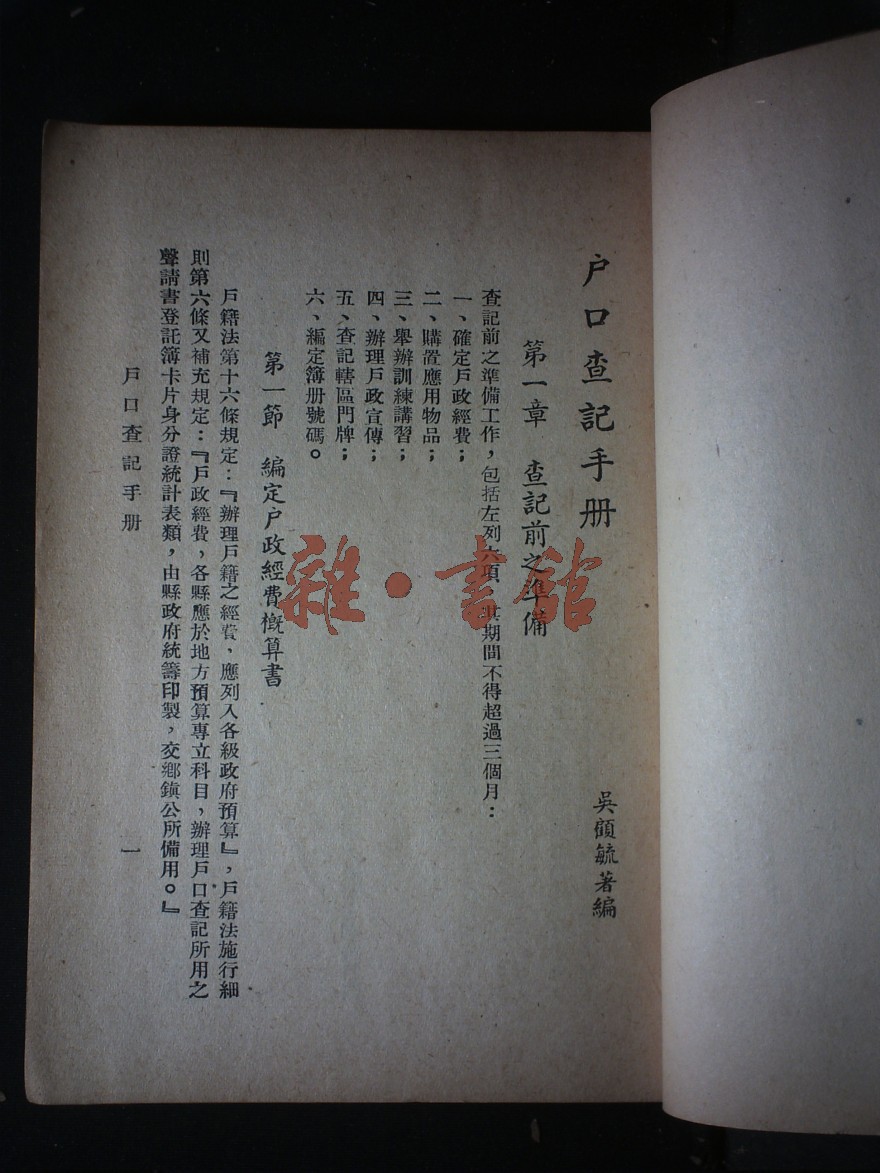 戶口查記手册
吳顧毓著編
第一章　查記前之準備
查記前之準備工作，包括左列六項，其期間不得超過三個月：
一、確定戶政經費；
二、購置應用物品；
三、舉辦訓練講習；
四、辦理戶政宣傳；
五、查記轄區門牌；
六、編定簿册號碼。
第一節　編定戶政經費概算書
戶籍法第十六條規定：『辦理戶籍之經費，應列入各級政府預算』，戶籍法施行細
則第六條又補充規定：『戶政經費，各縣應於地方預算專立科目，辦理戶口查記所用之
聲請書登記簿卡片身分證統計表類，由縣政府統籌印製，交鄉鎮公所備用。』
戶口查記手册
一
雜·書館